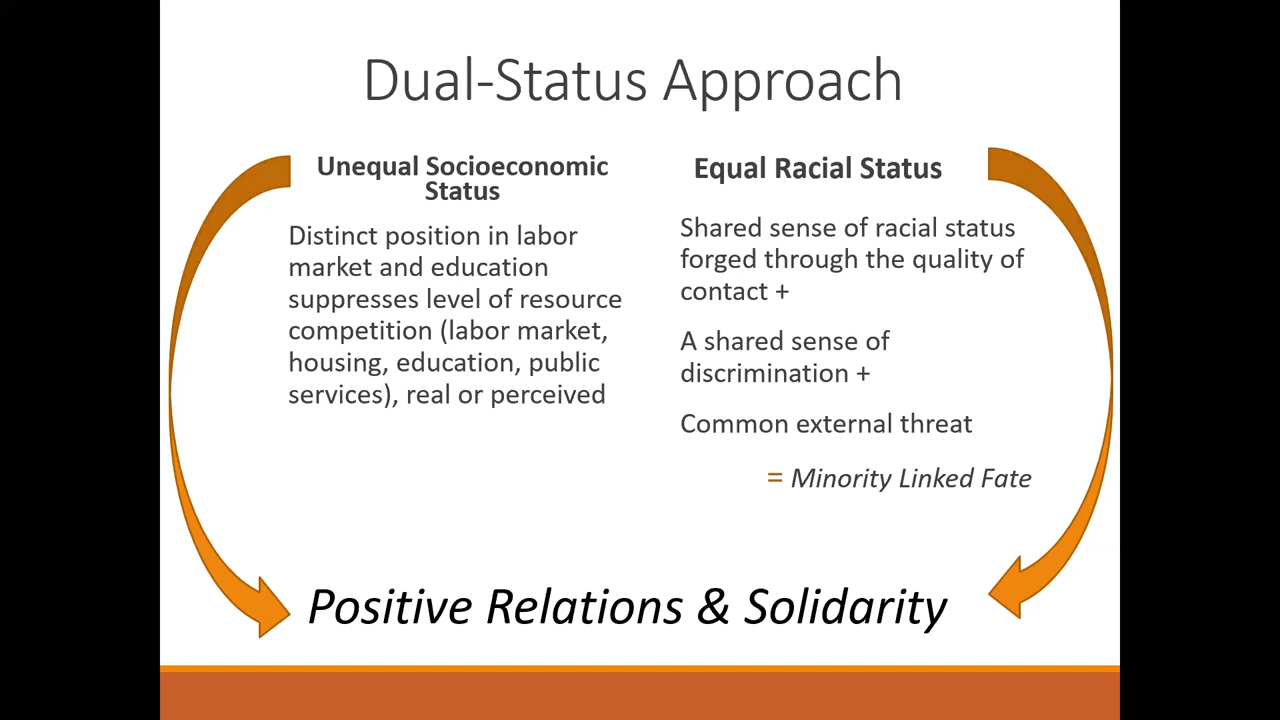 Dual-Status Approach
Unequal Socioeconomic
Status
Distinct position in labor
market and education
suppresses level of resource
competition (labor market,
housing, education, public
services), real or perceived
Equal Racial Status
Shared sense of racial status
forged through the quality of
contact +
A shared sense of
discrimination +
Common external threat
= Minority Linked Fate
Positive Relations & Solidarity